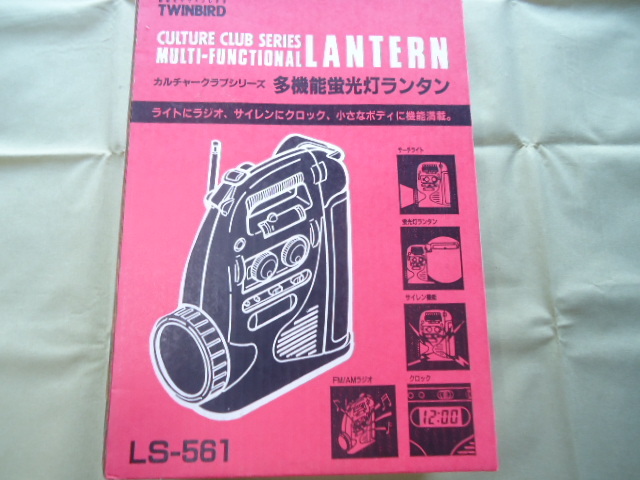 TWINBIRD
CULTURE CLUB SERIES
MULTI-FUNCTIONAL LANTERN
カルチャークラブシリーズ 多機能蛍光灯ランタン
ライトにラジオ、サイレンにクロック、小さなボディに機能満載。
サーチライト
蛍光灯ランタン
サイレン機能
FM/AMラジオ
クロック
12:00
LS-561